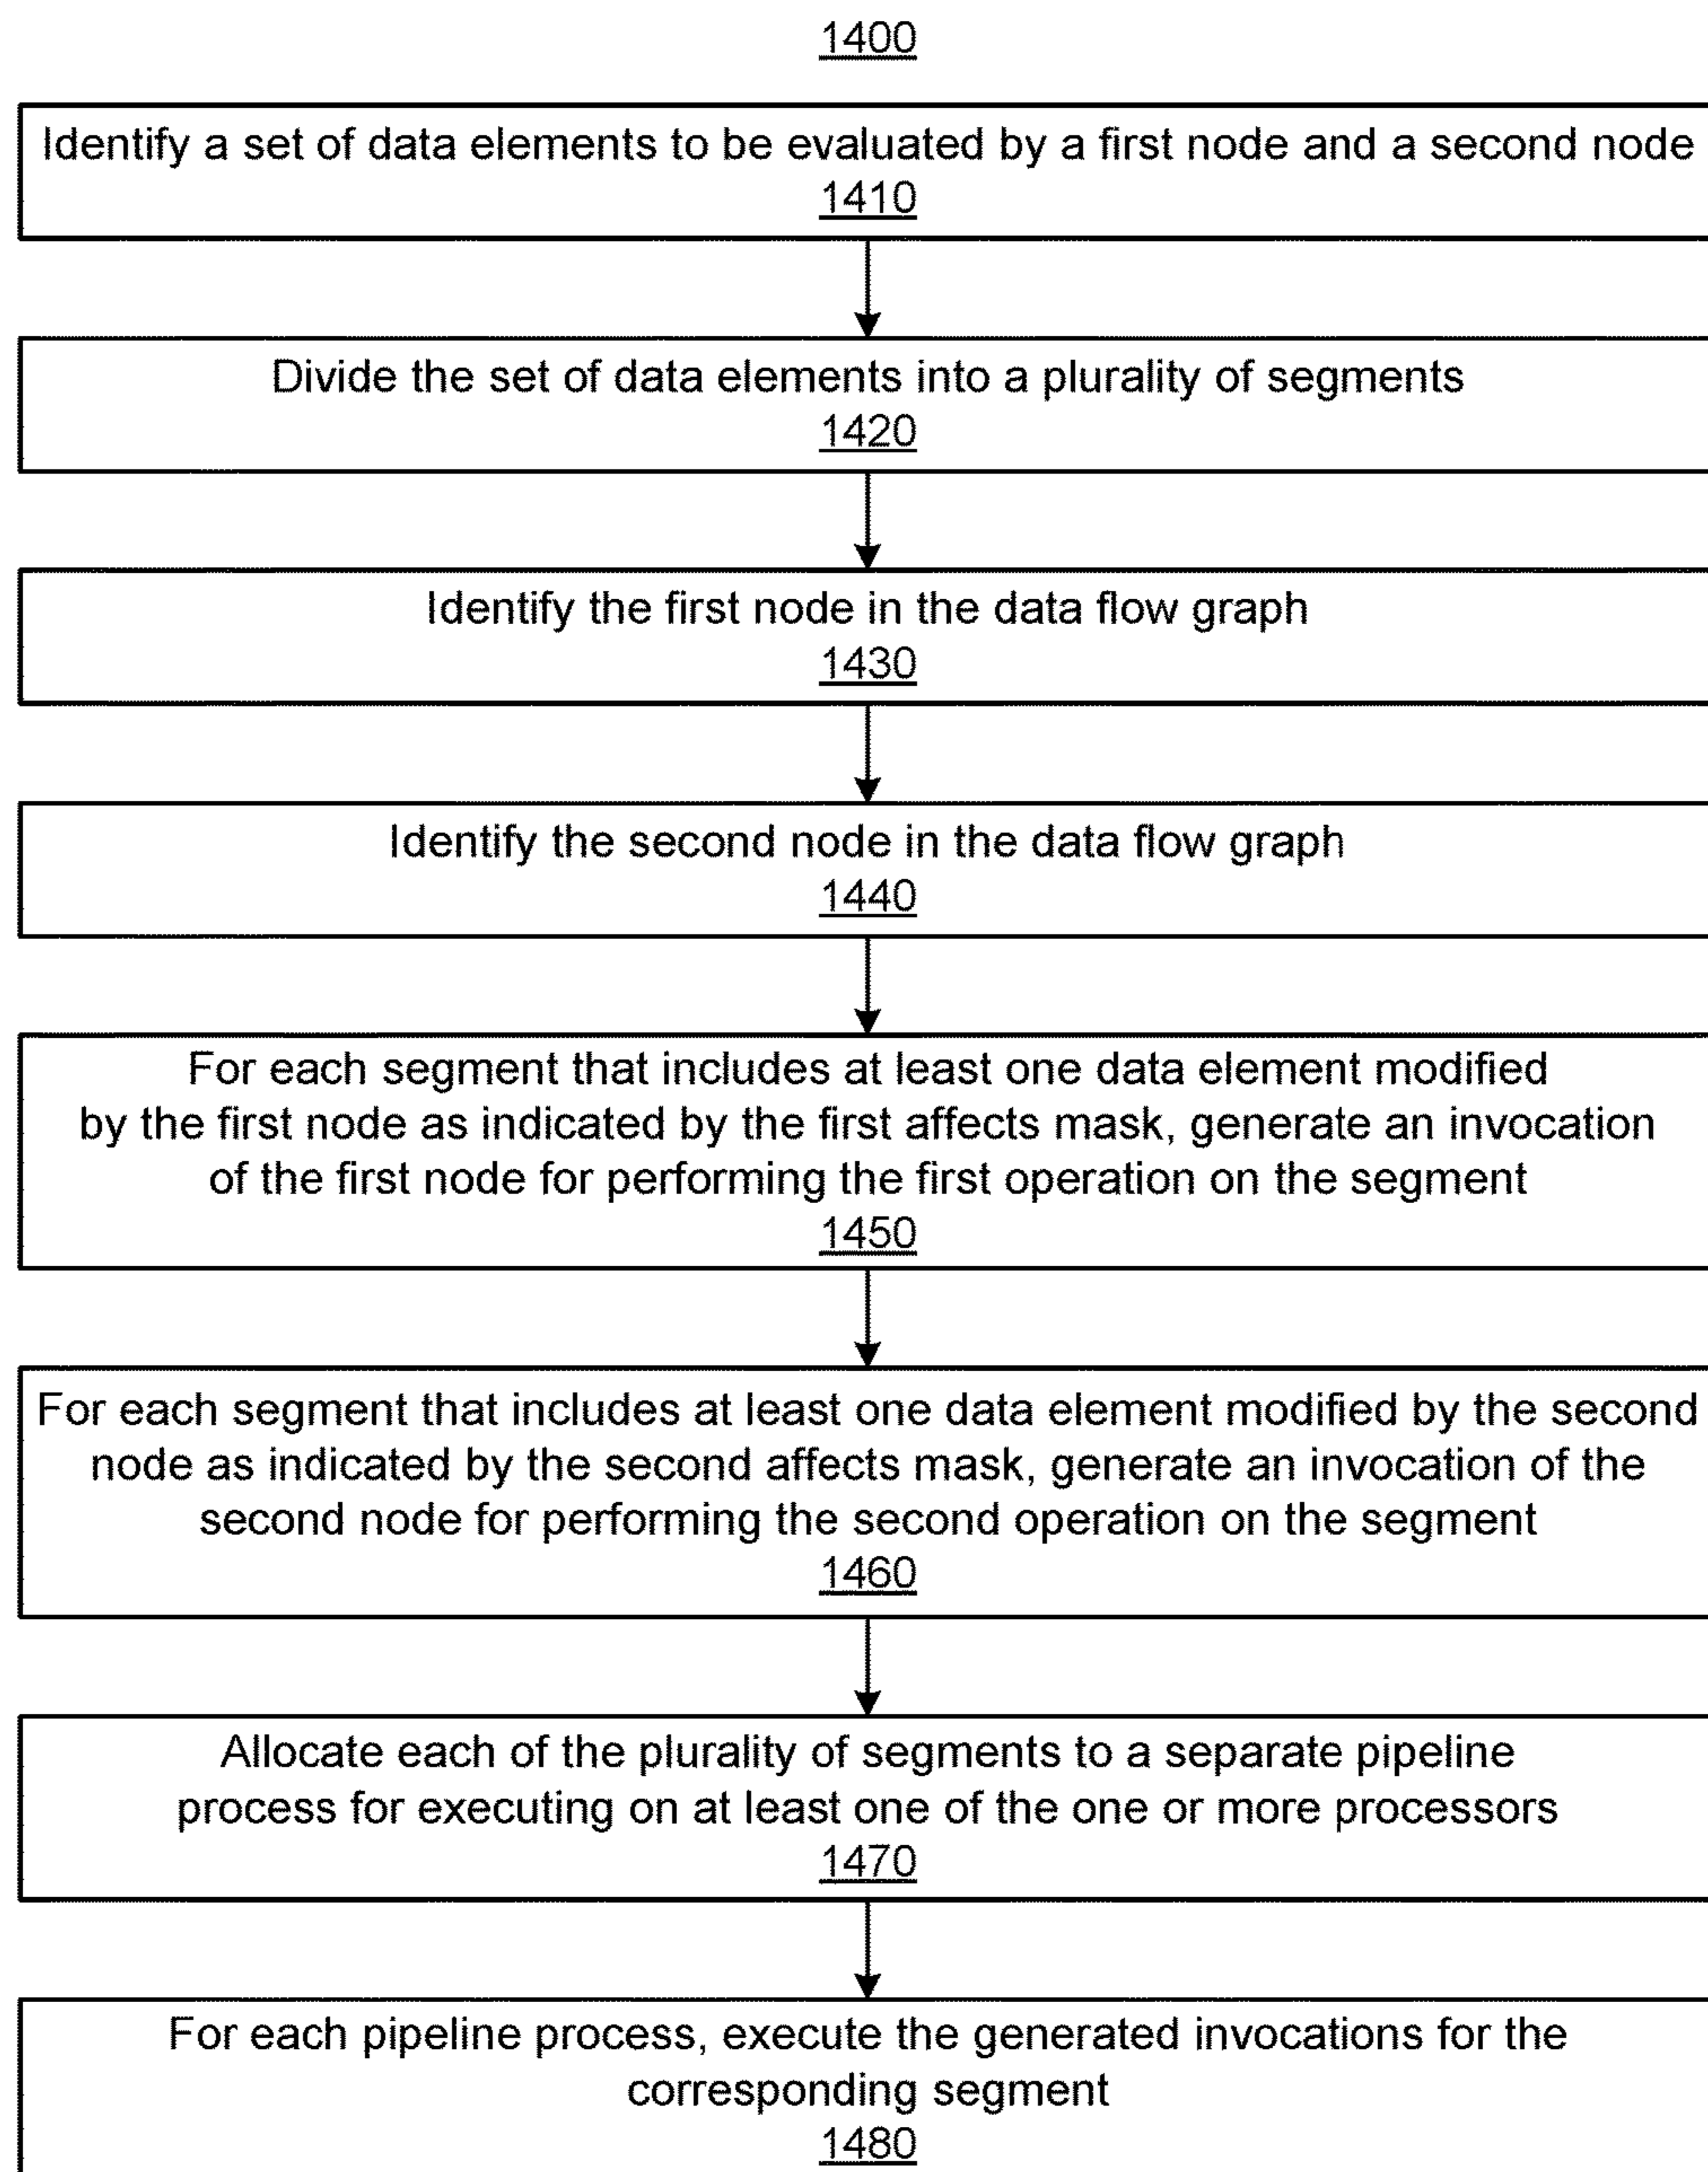 1400
Identify a set of data elements to be evaluated by a first node and a second node
1410
Divide the set of data elements into a plurality of segments
1420
Identify the first node in the data flow graph
1430
Identify the second node in the data flow graph
1440
For each segment that includes at least one data element modified
by the first node as indicated by the first affects mask, generate an invocation
of the first node for performing the first operation on the segment
1450
For each segment that includes at least one data element modified by the second
node as indicated by the second affects mask, generate an invocation of the
second node for performing the second operation on the segment
1460
Allocate each of the plurality of segments to a separate pipeline
process for executing on at least one of the one or more processors
1470
For each pipeline process, execute the generated invocations for the
corresponding segment
1480